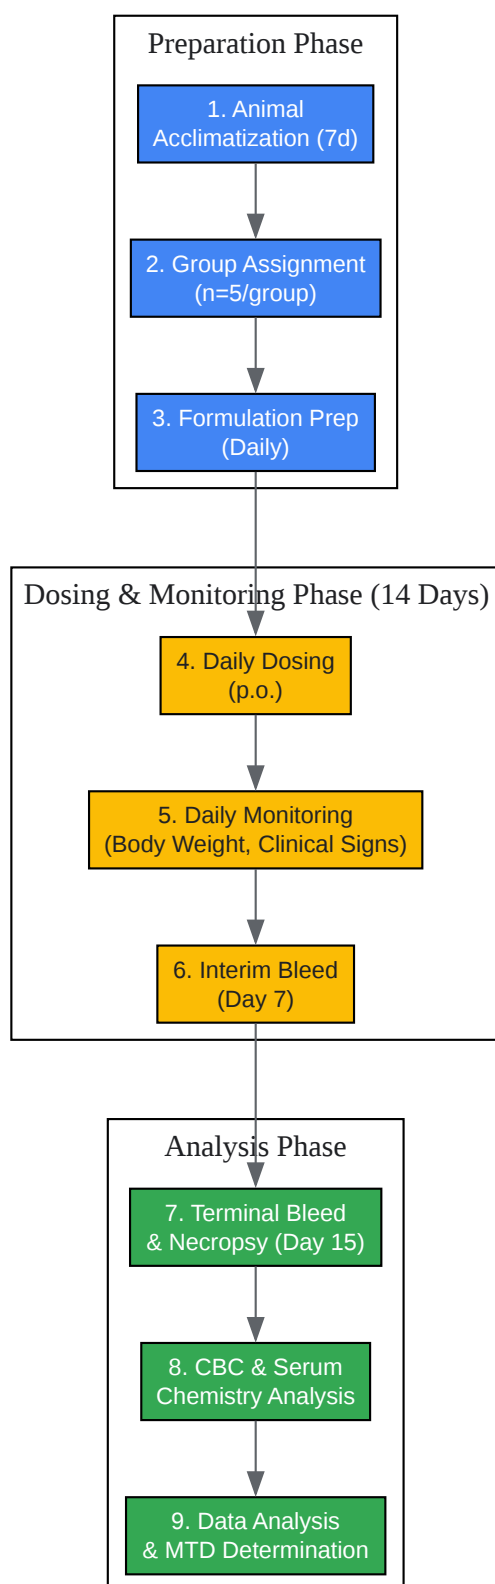 Preparation Phase
1. Animal
Acclimatization (7d)
2. Group Assignment
(n=5/group)
3. Formulation Prep
(Daily)
Dosing & Monitoring Phase (14 Days)
4. Daily Dosing
(p.o.)
5. Daily Monitoring
(Body Weight, Clinical Signs)
6. Interim Bleed
(Day 7)
Analysis Phase
7. Terminal Bleed
& Necropsy (Day 15)
8. CBC & Serum
Chemistry Analysis
9. Data Analysis
& MTD Determination